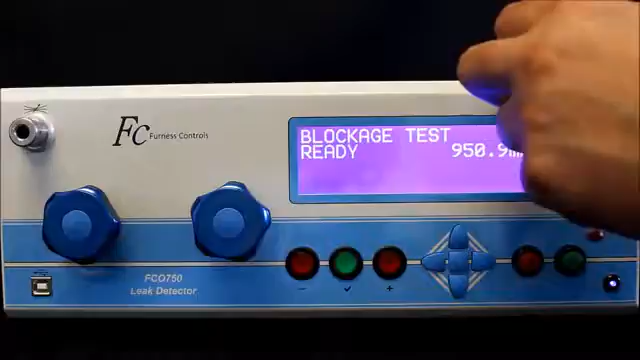 Fc Furness Controls
BLOCKAGE TEST
READY 950.9
FCO750
Leak Detector
- ✓ +